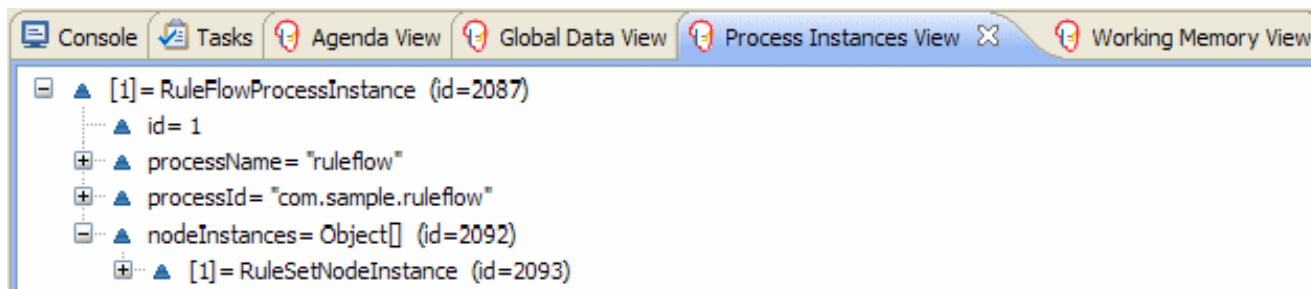 Console Tasks Agenda View Global Data View Process Instances View Working Memory View
[1]= RuleFlowProcessInstance (id=2087)
id= 1
processName= "ruleflow"
processId= "com.sample.ruleflow"
nodeInstances= Object[] (id=2092)
[1]= RuleSetNodeInstance (id=2093)